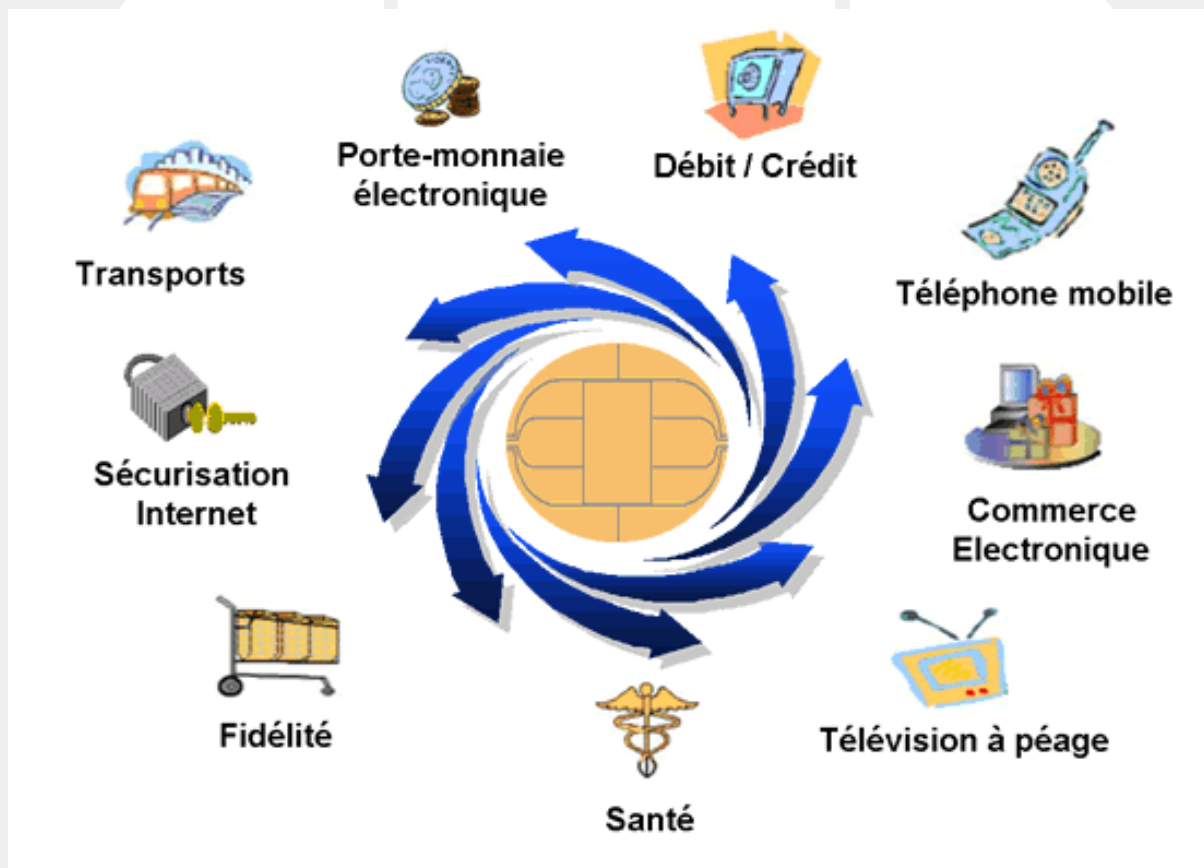 Porte-monnaie
électronique
Débit / Crédit
Transports
Téléphone mobile
Sécurisation
Internet
Commerce
Electronique
Fidélité
Télévision à péage
Santé